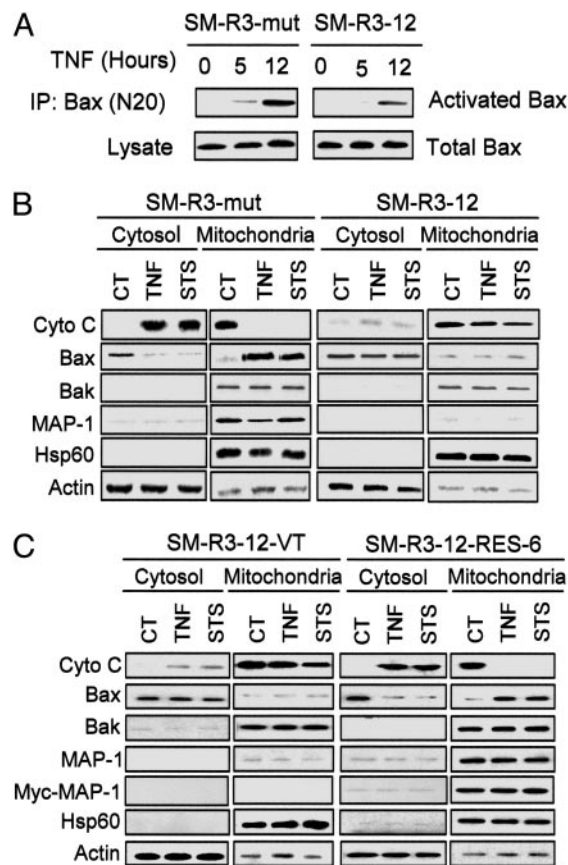 A
SM-R3-mut SM-R3-12
TNF (Hours) 0 5 12 0 5 12
IP: Bax (N20) Activated Bax
Lysate Total Bax
B
SM-R3-mut SM-R3-12
Cytosol Mitochondria Cytosol Mitochondria
CT TNF STS CT TNF STS CT TNF STS CT TNF STS
Cyto C
Bax
Bak
MAP-1
Hsp60
Actin
C
SM-R3-12-VT SM-R3-12-RES-6
Cytosol Mitochondria Cytosol Mitochondria
CT TNF STS CT TNF STS CT TNF STS CT TNF STS
Cyto C
Bax
Bak
MAP-1
Myc-MAP-1
Hsp60
Actin